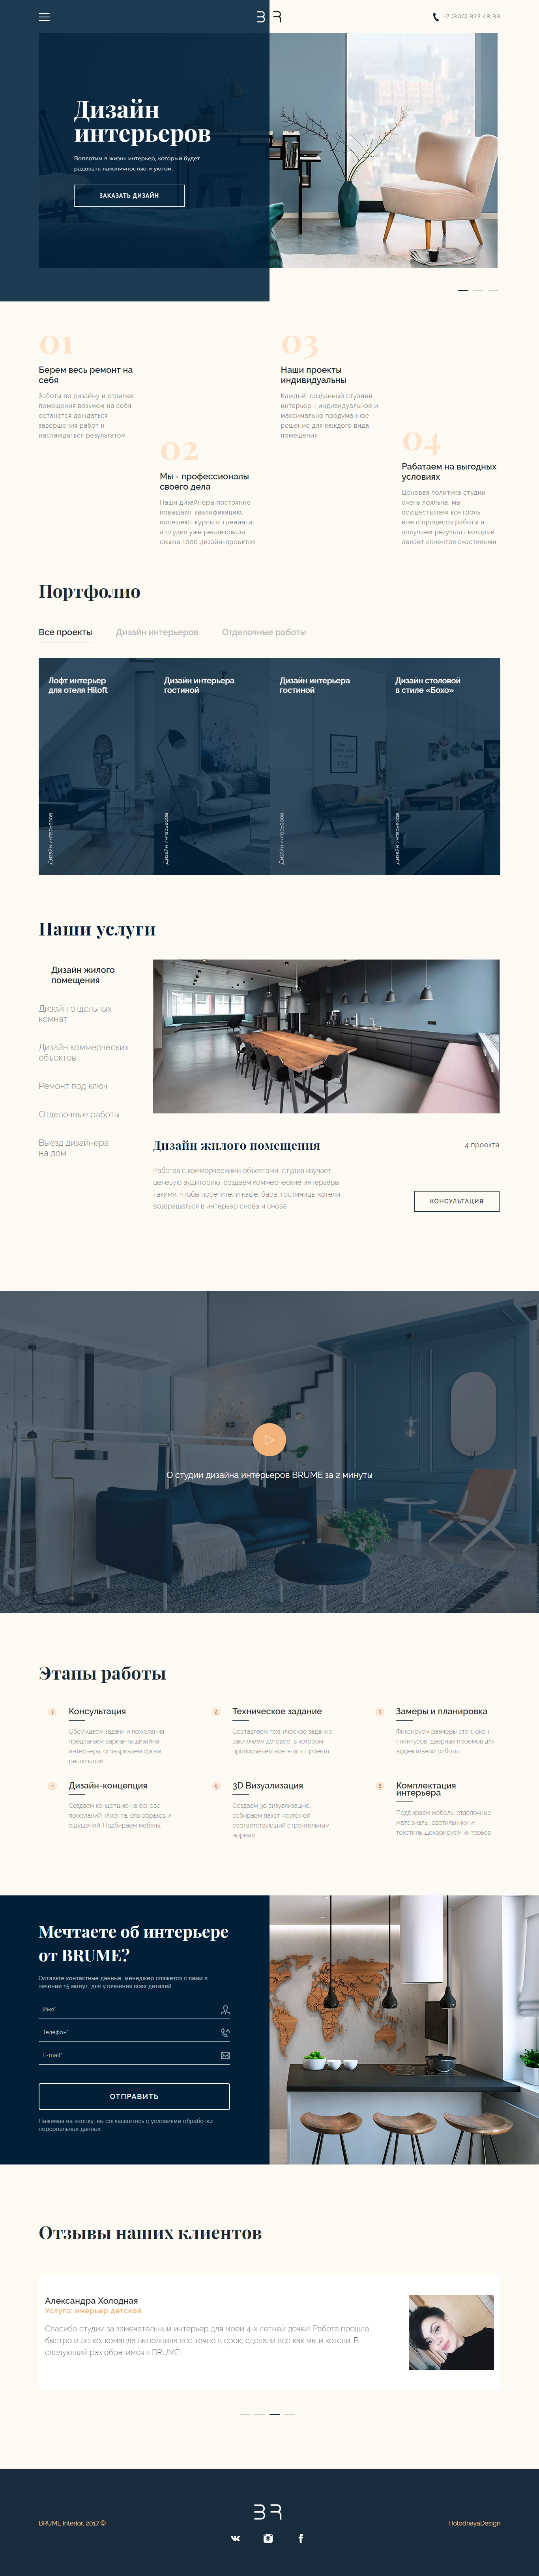 BR
+7 (800) 823 48 88
Дизайн
интерьеров
Воплотим в жизнь интерьер, который будет
радовать лаконичностью и уютом.
ЗАКАЗАТЬ ДИЗАЙН
01
Берем весь ремонт на
себя
Заботы по дизайну и отделке
помещения возьмем на себя,
останется дождаться
завершения работ и
наслаждаться результатом
02
Мы - профессионалы
своего дела
Наши дизайнеры постоянно
повышают квалификацию,
посещают курсы и тренинги,
а студия уже реализовала
свыше 1000 дизайн-проектов
03
Наши проекты
индивидуальны
Каждый, созданный студией,
интерьер - индивидуальное и
максимально продуманное
решение для каждого вида
помещения
04
Рабатаем на выгодных
условиях
Ценовая политика студии
очень лояльна, мы
осуществляем контроль
всего процесса работы и
получаем результат который
делает клиентов счастливыми
Портфолио
Все проекты
Дизайн интерьеров
Отделочные работы
Лофт интерьер
для отеля Hiloft
Дизайн интерьеров
Дизайн интерьера
гостиной
Дизайн интерьеров
Дизайн интерьера
гостиной
Дизайн интерьеров
Дизайн столовой
в стиле «Бохо»
Дизайн интерьеров
Наши услуги
Дизайн жилого
помещения
Дизайн отдельных
комнат
Дизайн коммерческих
объектов
Ремонт под ключ
Отделочные работы
Выезд дизайнера
на дом
Дизайн жилого помещения
4 проекта
Работая с коммерческими объектами, студия изучает
целевую аудиторию, создаем коммерческие интерьеры
такими, чтобы посетители кафе, бара, гостиницы хотели
возвращаться в интерьер снова и снова
КОНСУЛЬТАЦИЯ
О студии дизайна интерьеров BRUME за 2 минуты
Этапы работы
1
Консультация
Обсуждаем задачи и пожелания,
предлагаем варианты дизайна
интерьера, оговариваем сроки
реализации
2
Техническое задание
Составляем техническое задание.
Заключаем договор, в котором
прописываем все этапы проекта.
3
Замеры и планировка
Фиксируем размеры стен, окон,
плинтусов, дверных проемов для
эффективной работы
4
Дизайн-концепция
Создаем концепцию на основе
пожеланий клиента, его образов и
ощущений. Подбираем мебель.
5
3D Визуализация
Создаем 3d визуализацию,
собираем пакет чертежей
соответствующий строительным
нормам.
6
Комплектация
интерьера
Подбираем мебель, отделочные
материалы, светильники и
текстиль. Декорируем интерьер
Мечтаете об интерьере
от BRUME?
Оставьте контактные данные, менеджер свяжется с вами в
течении 15 минут, для уточнения всех деталей.
Имя*
Телефон*
E-mail*
ОТПРАВИТЬ
Нажимая на кнопку, вы соглашаетесь с условиями обработки
персональных данных
Отзывы наших клиентов
Александра Холодная
Услуга: инерьер детской
Спасибо студии за замечательный интерьер для моей 4-х летней дочки! Работа прошла
быстро и легко, команда выполнила все точно в срок, сделали все как мы и хотели. В
следующий раз обратимся к BRUME!
BRUME Interior, 2017 ©
BR
HolodnayaDesign